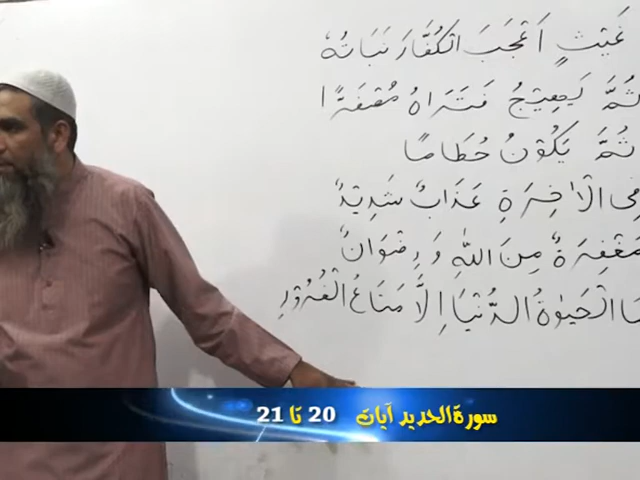 غَيْثٍ اَعْجَبَ الْكُفَّارَ نَبَاتُهٗ
ثُمَّ يَهِيْجُ فَتَرَاهُ مُصْفَرًّا
ثُمَّ يَكُوْنُ حُطَامًا
فِى الْاٰخِرَةِ عَذَابٌ شَدِيْدٌ
مَغْفِرَةٌ مِنَ اللّٰهِ وَرِضْوَانٌ
مَا الْحَيٰوةُ الدُّنْيَا اِلَّا مَتَاعُ الْغُرُوْرِ
سورۃ الحدید آیات 20 تا 21